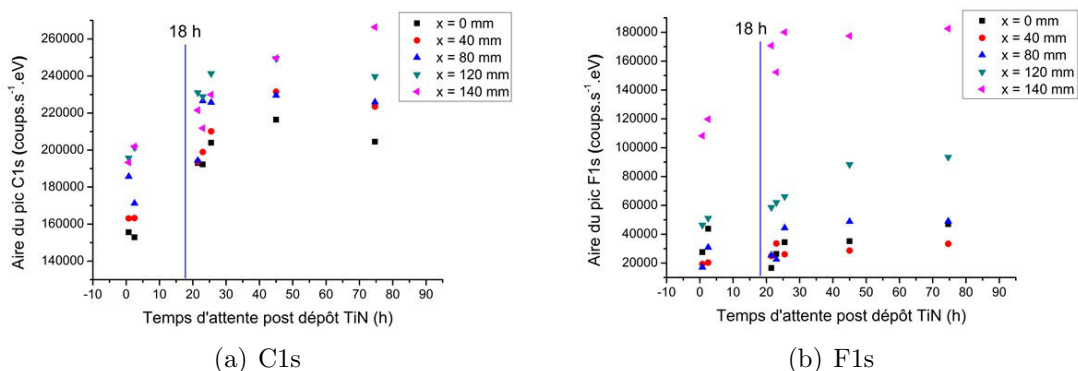 18 h
x = 0 mm
x = 40 mm
x = 80 mm
x = 120 mm
x = 140 mm
260000
240000
220000
200000
180000
160000
140000
Aire du pic C1s (coups.s⁻¹.eV)
-10 0 10 20 30 40 50 60 70 80 90
Temps d'attente post dépôt TiN (h)
(a) C1s
18 h
x = 0 mm
x = 40 mm
x = 80 mm
x = 120 mm
x = 140 mm
180000
160000
140000
120000
100000
80000
60000
40000
20000
Aire du pic F1s (coups.s⁻¹.eV)
-10 0 10 20 30 40 50 60 70 80 90
Temps d'attente post dépôt TiN (h)
(b) F1s